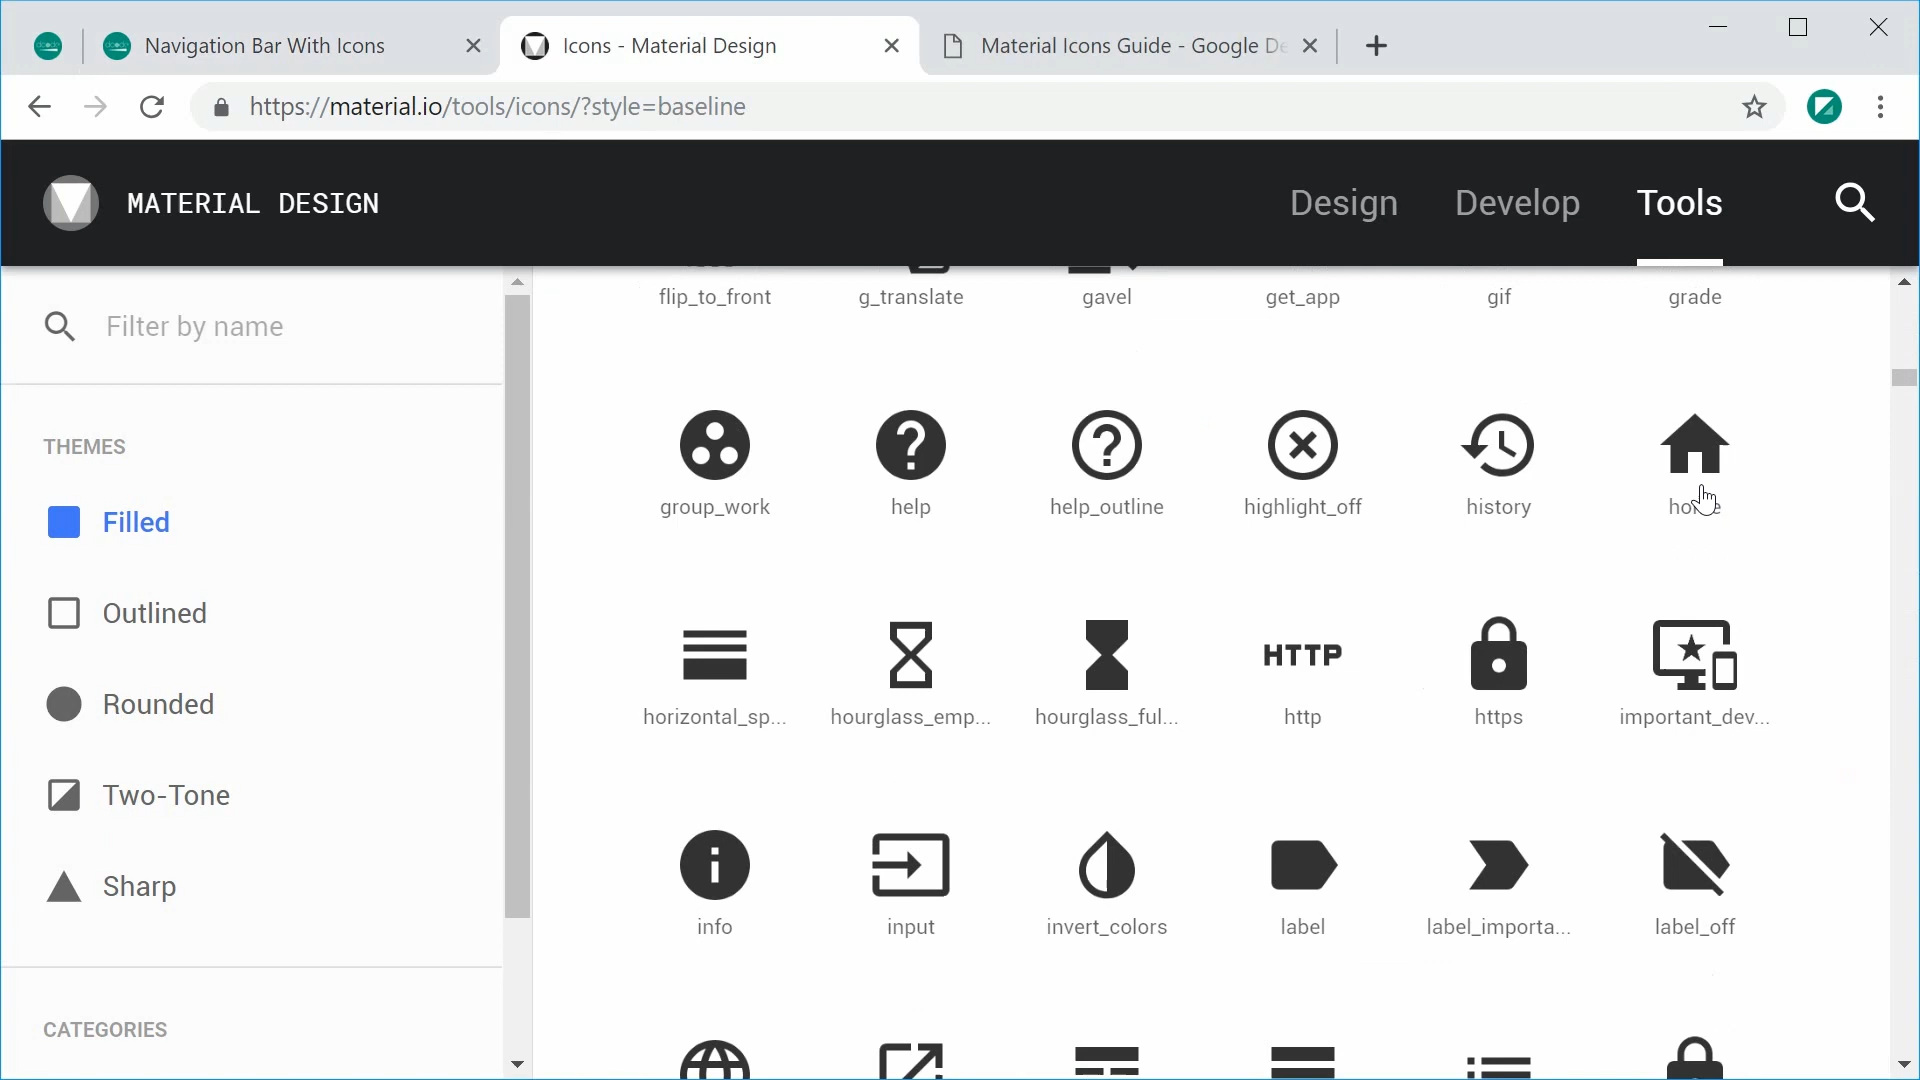 Navigation Bar With Icons
Icons - Material Design
Material Icons Guide - Google De
https://material.io/tools/icons/?style=baseline
MATERIAL DESIGN
Design
Develop
Tools
Filter by name
THEMES
Filled
Outlined
Rounded
Two-Tone
Sharp
CATEGORIES
flip_to_front
g_translate
gavel
get_app
gif
grade
group_work
help
help_outline
highlight_off
history
home
horizontal_sp...
hourglass_emp...
hourglass_ful...
HTTP
http
https
important_dev...
info
input
invert_colors
label
label_importa...
label_off